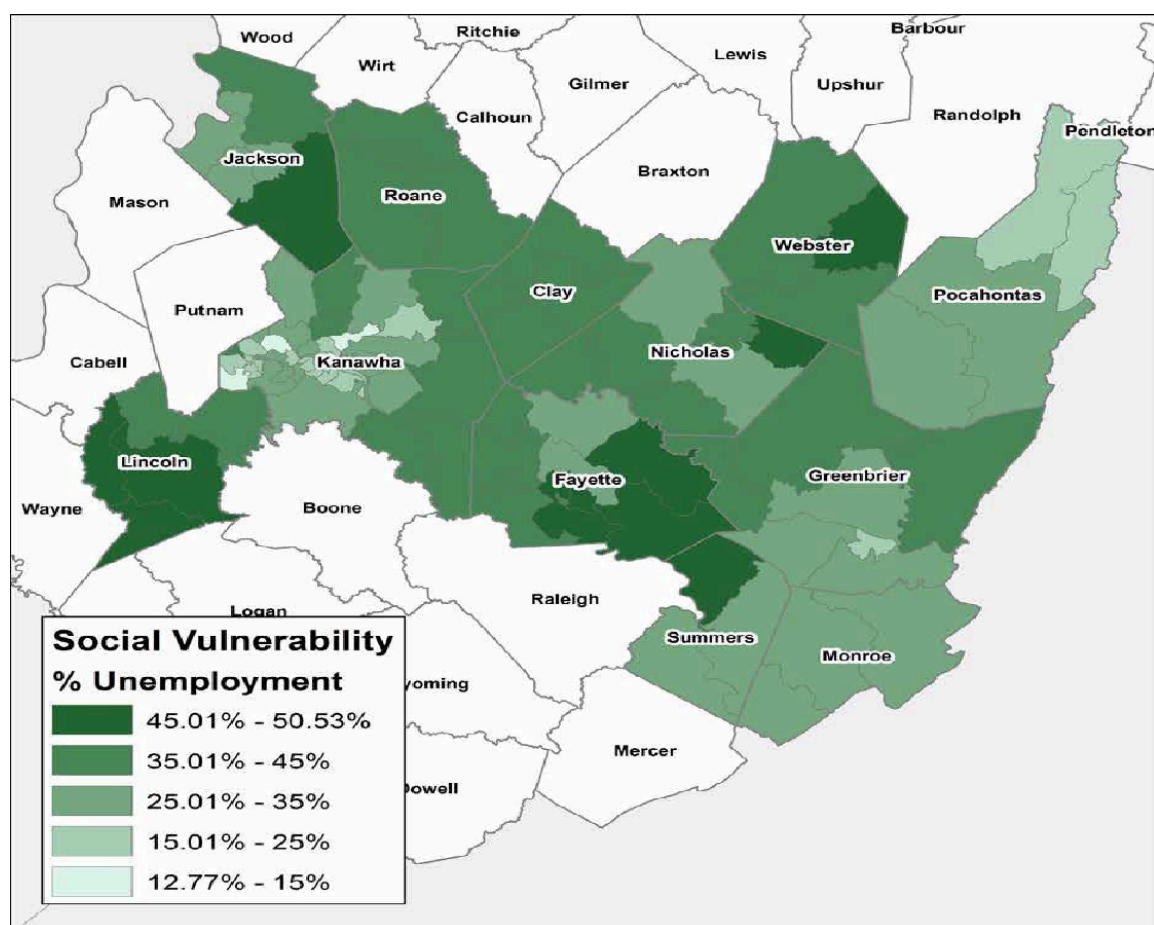 Wood
Ritchie
Barbour
Wirt
Lewis
Gilmer
Upshur
Calhoun
Randolph
Pendleton
Jackson
Braxton
Roane
Mason
Webster
Clay
Pocahontas
Putnam
Nicholas
Cabell
Kanawha
Lincoln
Greenbrier
Fayette
Wayne
Boone
Raleigh
Logan
Summers
Monroe
yoming
Mercer
Dowell
Social Vulnerability
% Unemployment
45.01% - 50.53%
35.01% - 45%
25.01% - 35%
15.01% - 25%
12.77% - 15%